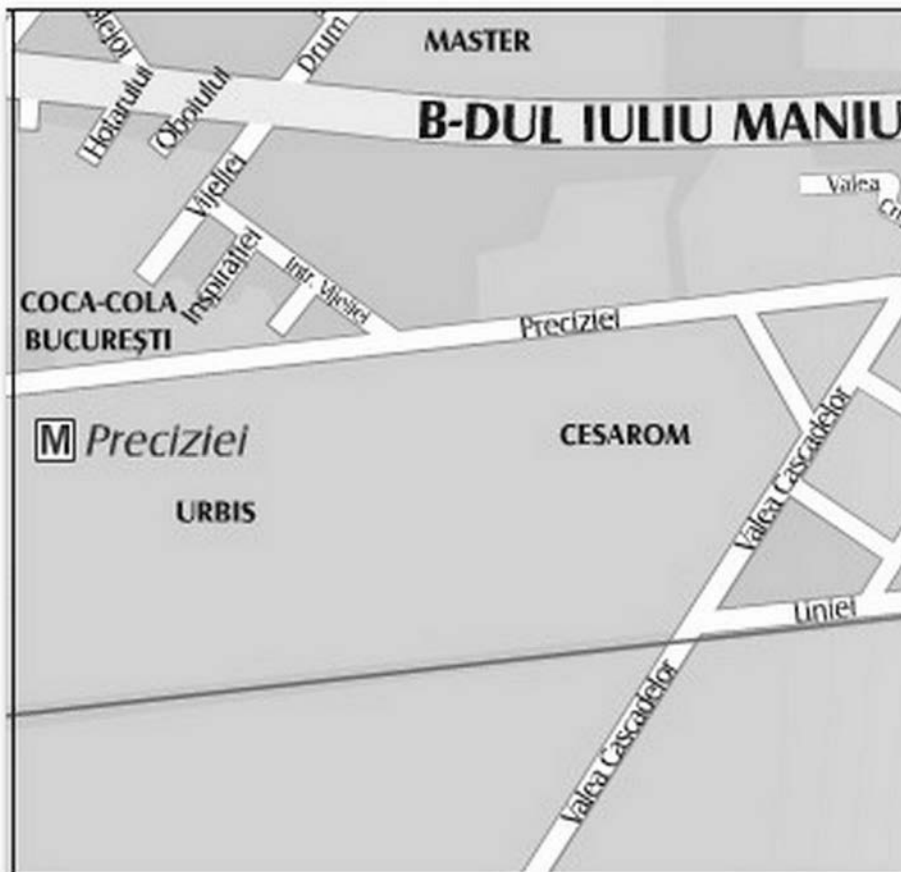 MASTER
Drum
Hotarului
Oboiului
B-DUL IULIU MANIU
Vijeliei
Valea
Inspirației
Intr. Vijeliei
COCA-COLA
BUCUREȘTI
Preciziei
M Preciziei
CESAROM
Valea Cascadelor
URBIS
Liniei
Valea Cascadelor